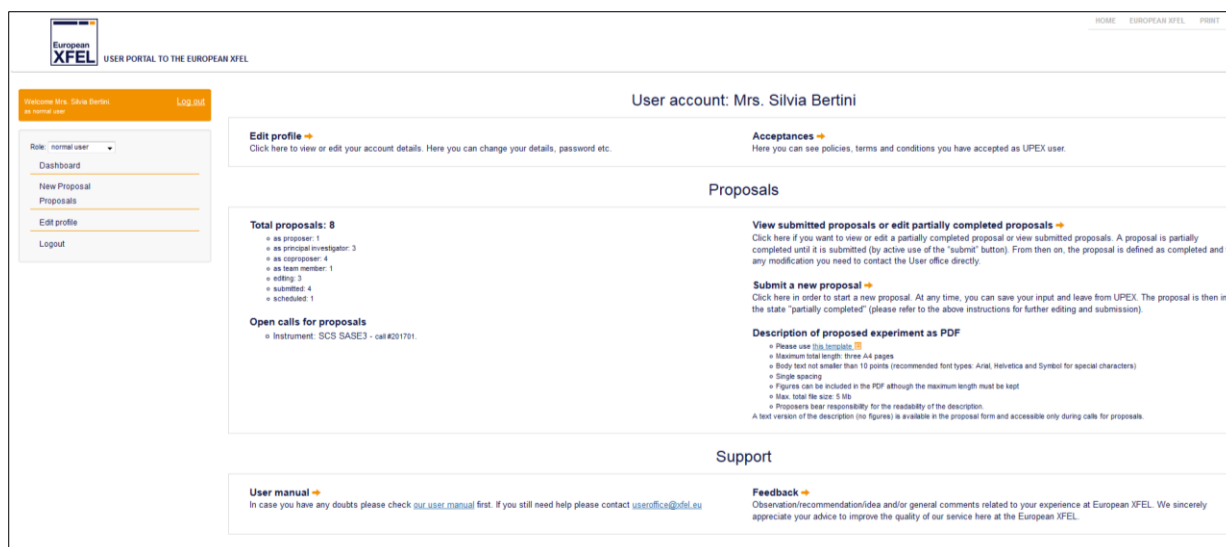 HOME EUROPEAN XFEL PRINT
European
XFEL
USER PORTAL TO THE EUROPEAN XFEL
Welcome Mrs. Silvia Bertini.
Log out
as normal user
Role: normal user
Dashboard
New Proposal
Proposals
Edit profile
Logout
User account: Mrs. Silvia Bertini
Edit profile
Click here to view or edit your account details. Here you can change your details, password etc.
Acceptances
Here you can see policies, terms and conditions you have accepted as UPEX user.
Proposals
Total proposals: 8
as proposer: 1
as principal investigator: 3
as coproposer: 4
as team member: 1
editing: 3
submitted: 4
scheduled: 1
Open calls for proposals
Instrument: SCS SASE3 - call #201701.
View submitted proposals or edit partially completed proposals
Click here if you want to view or edit a partially completed proposal or view submitted proposals. A proposal is partially
completed until it is submitted (by active use of the "submit" button). From then on, the proposal is defined as completed and
any modification you need to contact the User office directly.
Submit a new proposal
Click here in order to start a new proposal. At any time, you can save your input and leave from UPEX. The proposal is then in
the state "partially completed" (please refer to the above instructions for further editing and submission).
Description of proposed experiment as PDF
Please use this template
Maximum total length: three A4 pages
Body text not smaller than 10 points (recommended font types: Arial, Helvetica and Symbol for special characters)
Single spacing
Figures can be included in the PDF although the maximum length must be kept
Max. total file size: 5 Mb
Proposers bear responsibility for the readability of the description.
A text version of the description (no figures) is available in the proposal form and accessible only during calls for proposals.
Support
User manual
In case you have any doubts please check our user manual first. If you still need help please contact useroffice@xfel.eu
Feedback
Observation/recommendation/idea and/or general comments related to your experience at European XFEL. We sincerely
appreciate your advice to improve the quality of our service here at the European XFEL.